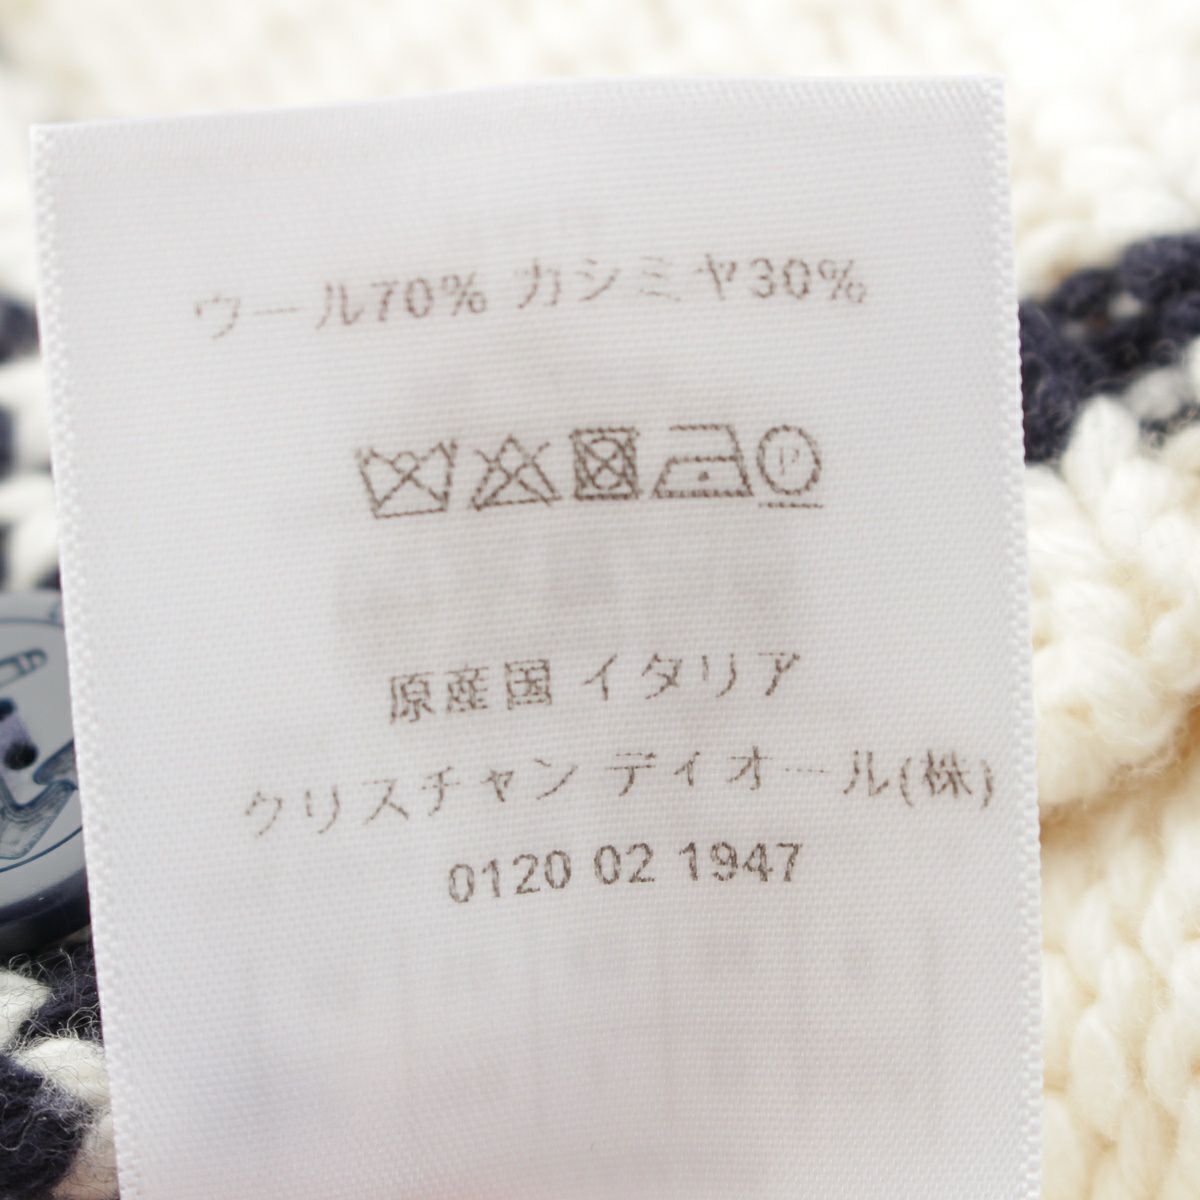 ウール70% カシミヤ30%
P
原産国 イタリア
クリスチャン ディオール(株)
0120 02 1947